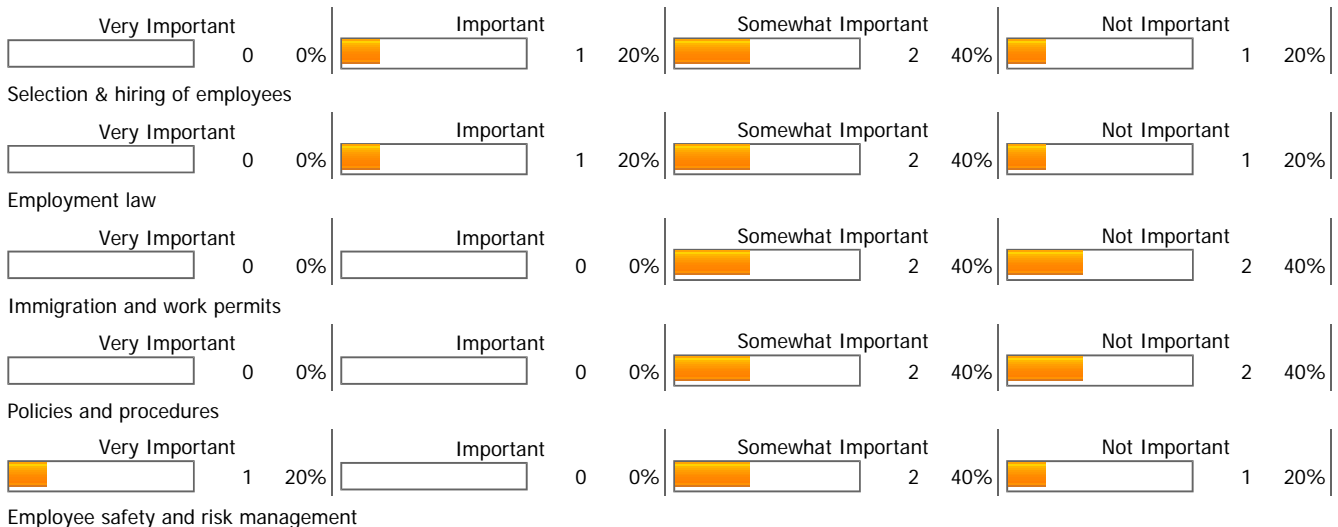 Very Important Important Somewhat Important Not Important
0 0% 1 20% 2 40% 1 20%
Selection & hiring of employees
Very Important Important Somewhat Important Not Important
0 0% 1 20% 2 40% 1 20%
Employment law
Very Important Important Somewhat Important Not Important
0 0% 0 0% 2 40% 2 40%
Immigration and work permits
Very Important Important Somewhat Important Not Important
0 0% 0 0% 2 40% 2 40%
Policies and procedures
Very Important Important Somewhat Important Not Important
1 20% 0 0% 2 40% 1 20%
Employee safety and risk management